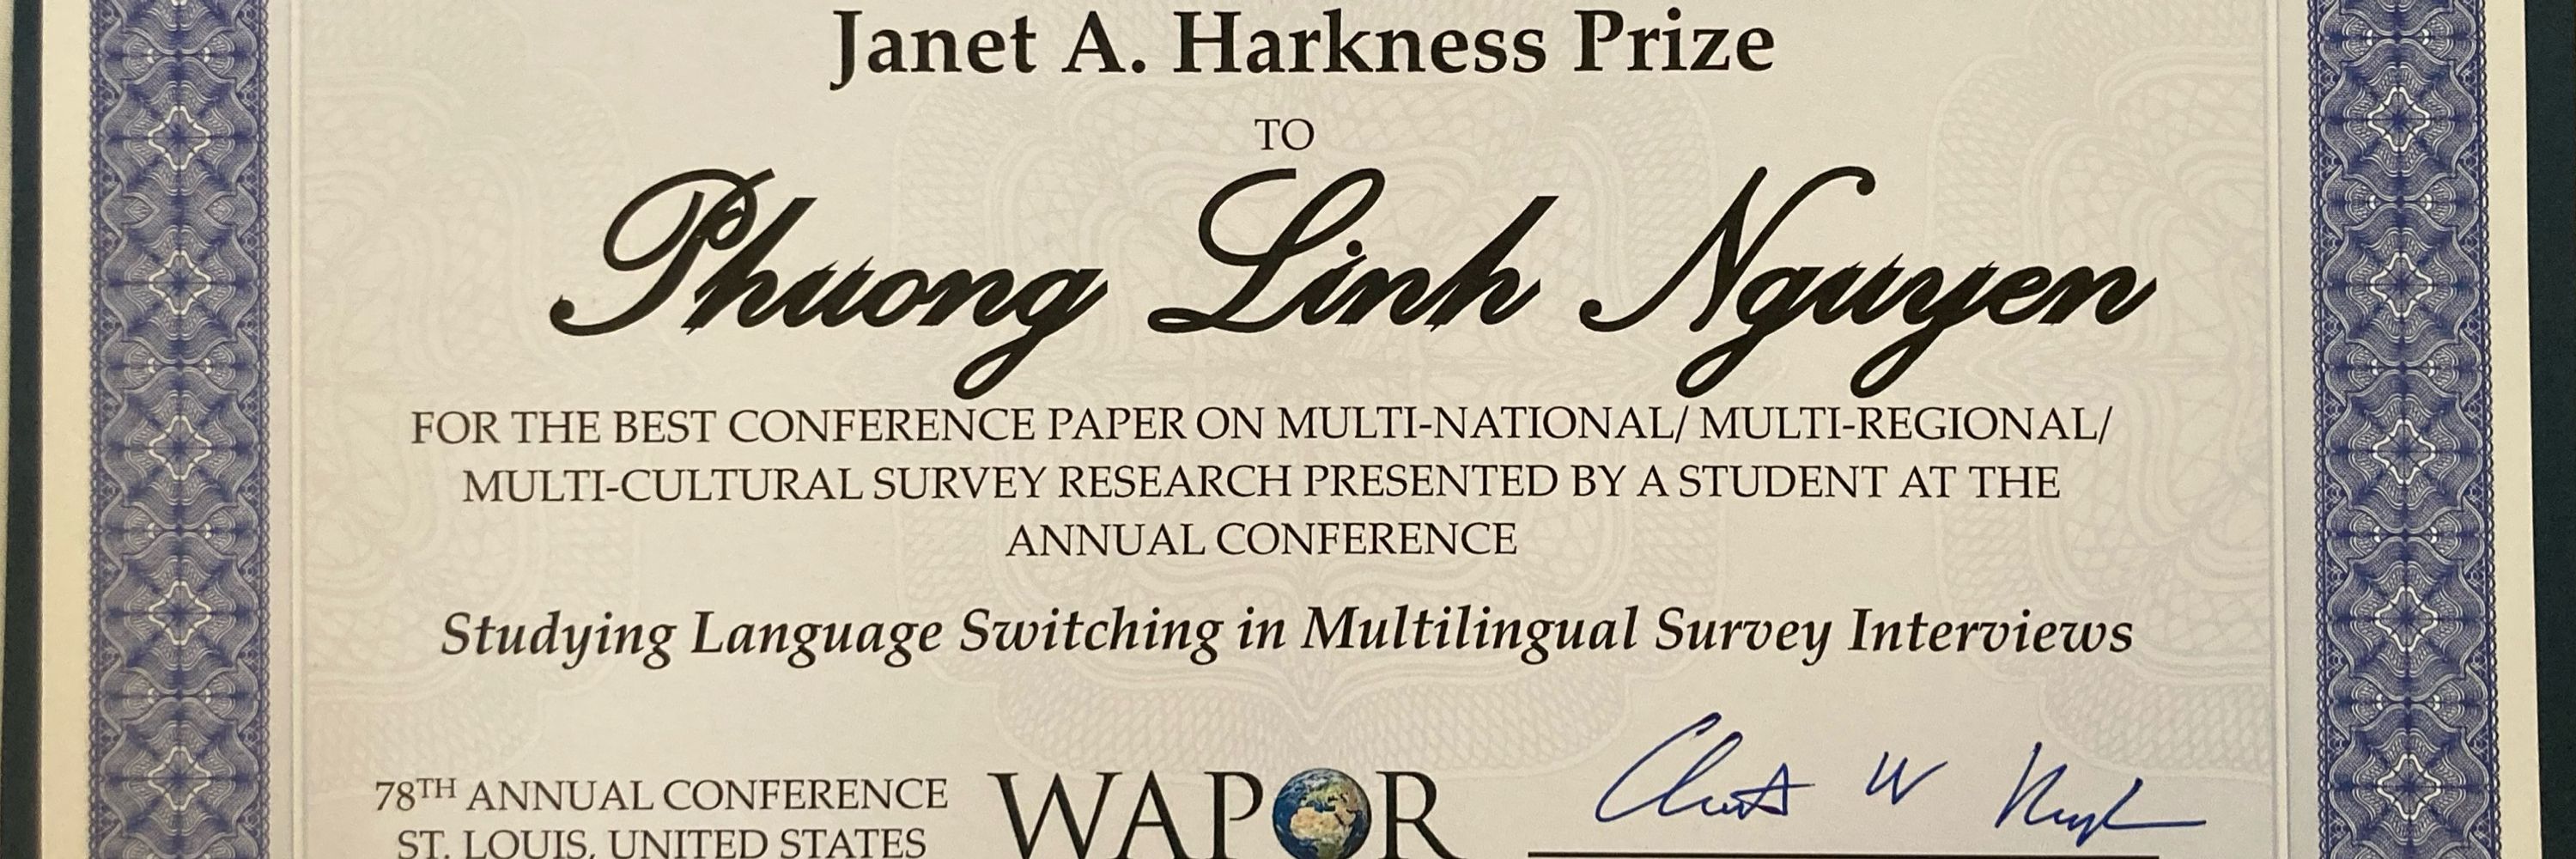 Janet A. Harkness Prize
TO
Phuong Linh Nguyen
FOR THE BEST CONFERENCE PAPER ON MULTI-NATIONAL/ MULTI-REGIONAL/
MULTI-CULTURAL SURVEY RESEARCH PRESENTED BY A STUDENT AT THE
ANNUAL CONFERENCE
Studying Language Switching in Multilingual Survey Interviews
78TH ANNUAL CONFERENCE
ST. LOUIS, UNITED STATES
WAPOR